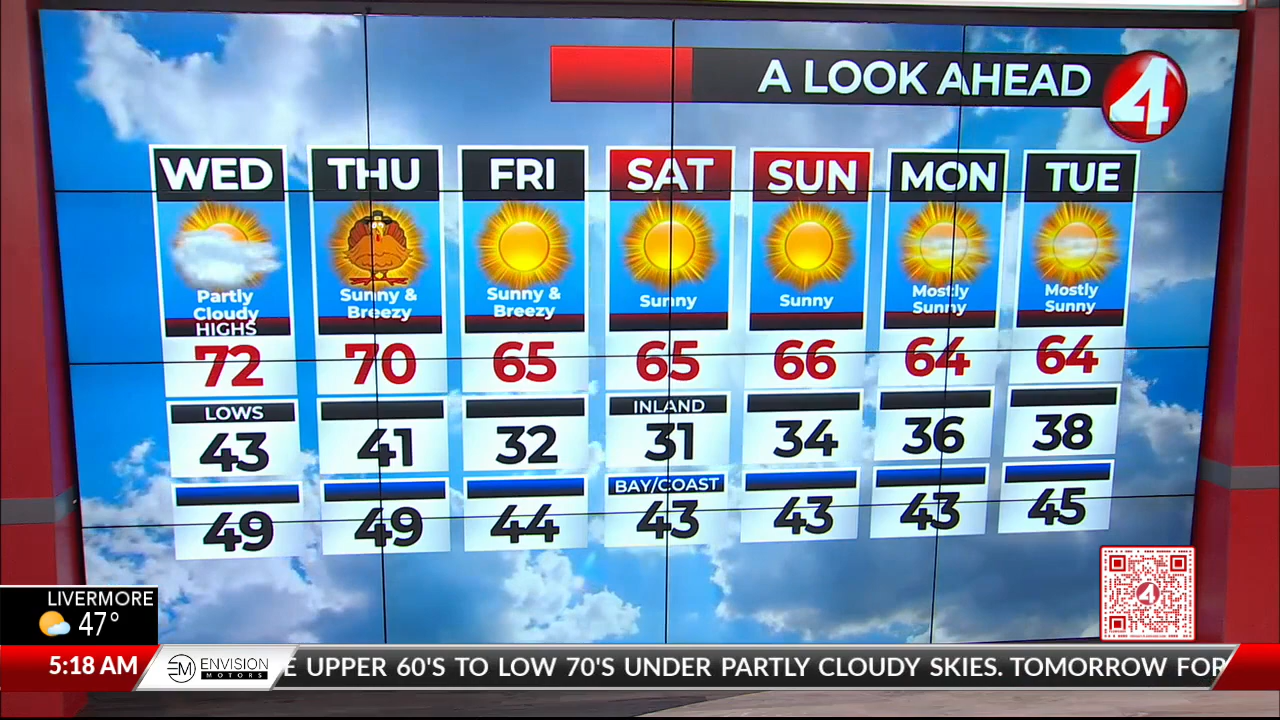 A LOOK AHEAD
4
WED THU FRI SAT SUN MON TUE
Partly Cloudy
Sunny & Breezy
Sunny & Breezy
Sunny
Sunny
Mostly Sunny
Mostly Sunny
HIGHS
72 70 65 65 66 64 64
LOWS INLAND
43 41 32 31 34 36 38
BAY/COAST
49 49 44 43 43 43 45
4
LIVERMORE
47°
5:18 AM
EM ENVISION
MOTORS
E UPPER 60'S TO LOW 70'S UNDER PARTLY CLOUDY SKIES. TOMORROW FOR